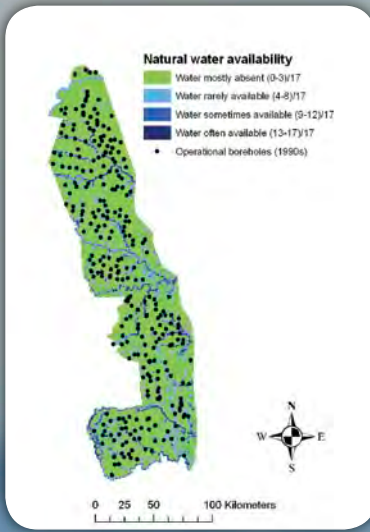 Natural water availability
Water mostly absent (0-3)/17
Water rarely available (4-8)/17
Water sometimes available (9-12)/17
Water often available (13-17)/17
Operational boreholes (1990s)
N
W E
S
0 25 50 100 Kilometers